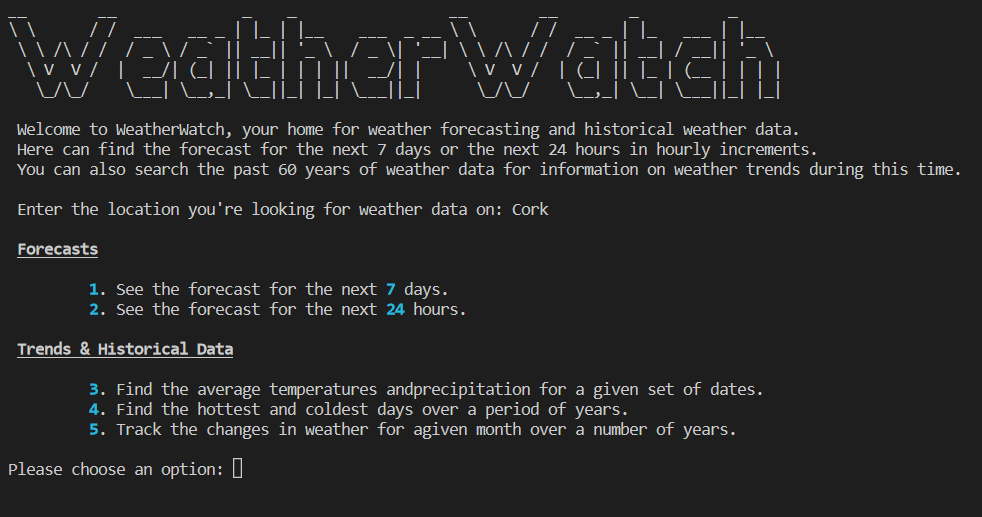 WeatherWatch
Welcome to WeatherWatch, your home for weather forecasting and historical weather data.
Here can find the forecast for the next 7 days or the next 24 hours in hourly increments.
You can also search the past 60 years of weather data for information on weather trends during this time.
Enter the location you're looking for weather data on: Cork
Forecasts
1. See the forecast for the next 7 days.
2. See the forecast for the next 24 hours.
Trends & Historical Data
3. Find the average temperatures andprecipitation for a given set of dates.
4. Find the hottest and coldest days over a period of years.
5. Track the changes in weather for agiven month over a number of years.
Please choose an option: